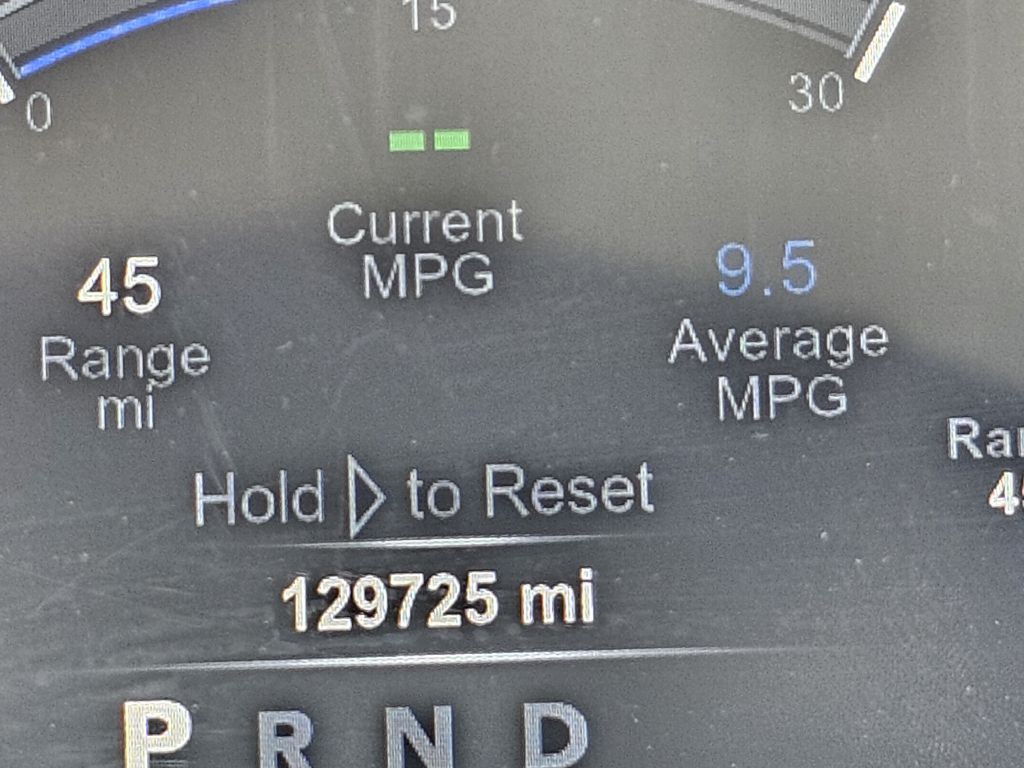 15
0
30
Current
MPG
45
Range
mi
9.5
Average
MPG
Hold to Reset
129725 mi
P R N D